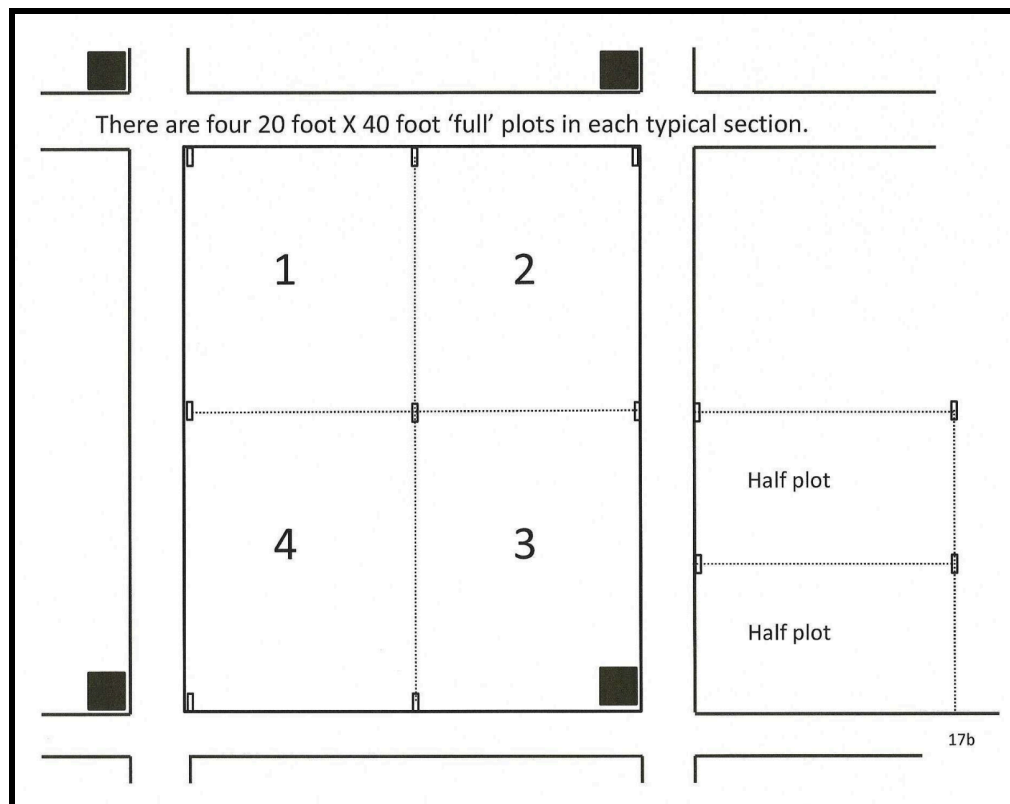 There are four 20 foot X 40 foot ‘full’ plots in each typical section.
1
2
Half plot
4
3
Half plot
17b